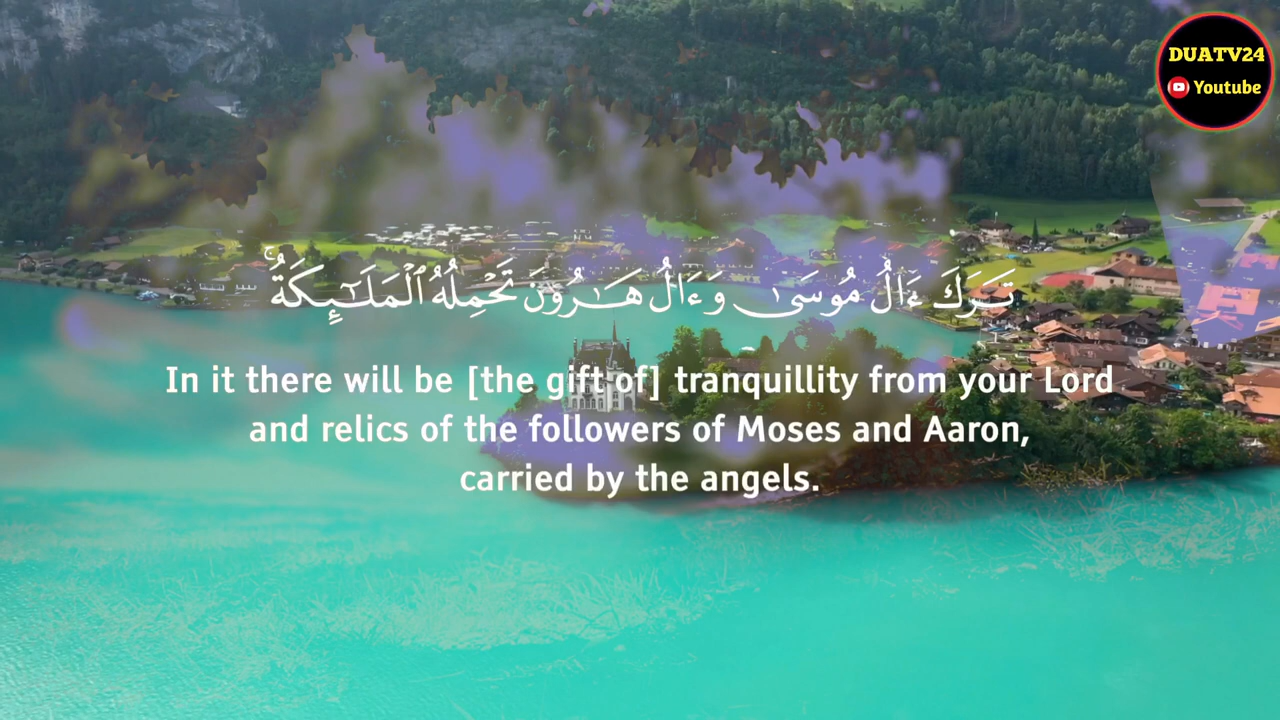 DUATV24
Youtube
تَرَكَ ءَالُ مُوسَىٰ وَءَالُ هَـٰرُونَ تَحْمِلُهُ ٱلْمَلَـٰٓئِكَةُ ۚ
In it there will be [the gift of] tranquillity from your Lord
and relics of the followers of Moses and Aaron,
carried by the angels.